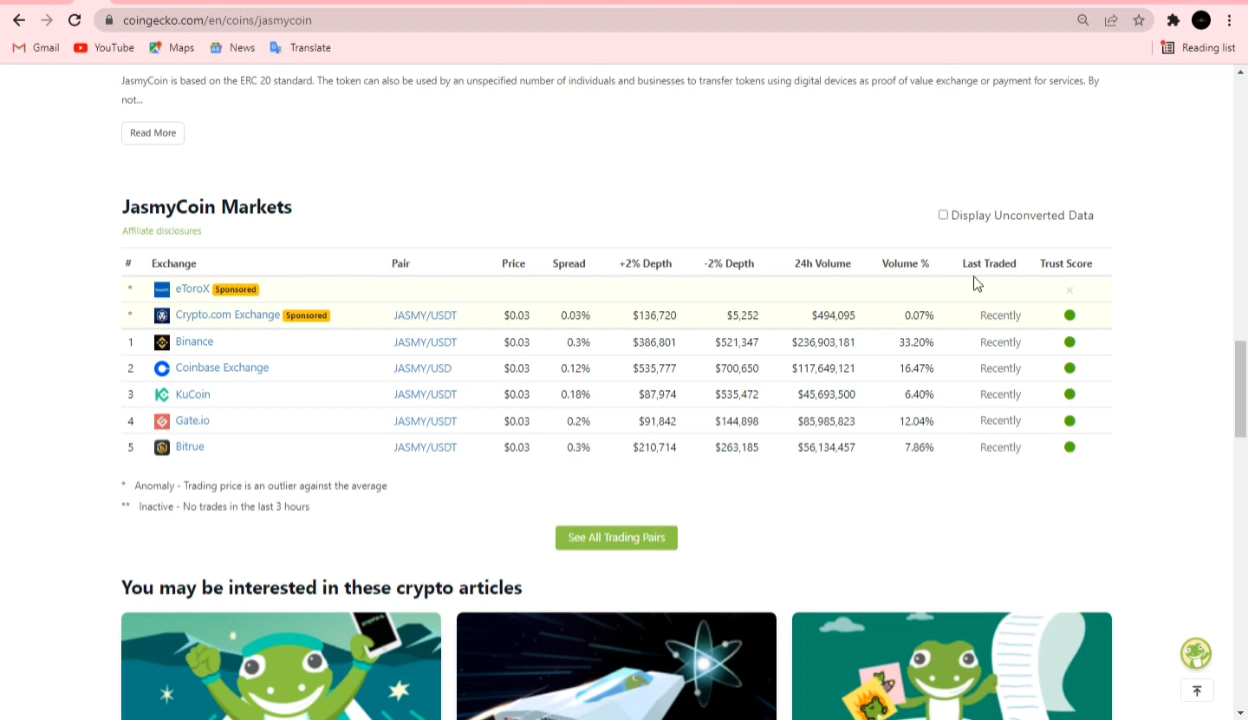 coingecko.com/en/coins/jasmycoin
Gmail YouTube Maps News Translate Reading list
JasmyCoin is based on the ERC 20 standard. The token can also be used by an unspecified number of individuals and businesses to transfer tokens using digital devices as proof of value exchange or payment for services. By
not...
Read More
JasmyCoin Markets
Display Unconverted Data
Affiliate disclosures
# Exchange Pair Price Spread +2% Depth -2% Depth 24h Volume Volume % Last Traded Trust Score
* eToroX Sponsored
* Crypto.com Exchange Sponsored JASMY/USDT $0.03 0.03% $136,720 $5,252 $494,095 0.07% Recently
1 Binance JASMY/USDT $0.03 0.3% $386,801 $521,347 $236,903,181 33.20% Recently
2 Coinbase Exchange JASMY/USD $0.03 0.12% $535,777 $700,650 $117,649,121 16.47% Recently
3 KuCoin JASMY/USDT $0.03 0.18% $87,974 $535,472 $45,693,500 6.40% Recently
4 Gate.io JASMY/USDT $0.03 0.2% $91,842 $144,898 $85,985,823 12.04% Recently
5 Bitrue JASMY/USDT $0.03 0.3% $210,714 $263,185 $56,134,457 7.86% Recently
* Anomaly - Trading price is an outlier against the average
** Inactive - No trades in the last 3 hours
See All Trading Pairs
You may be interested in these crypto articles